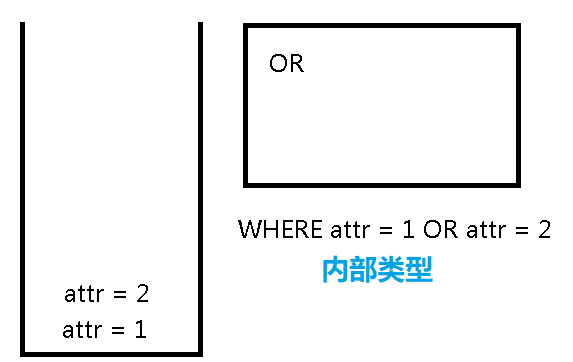 OR
WHERE attr = 1 OR attr = 2
内部类型
attr = 2
attr = 1